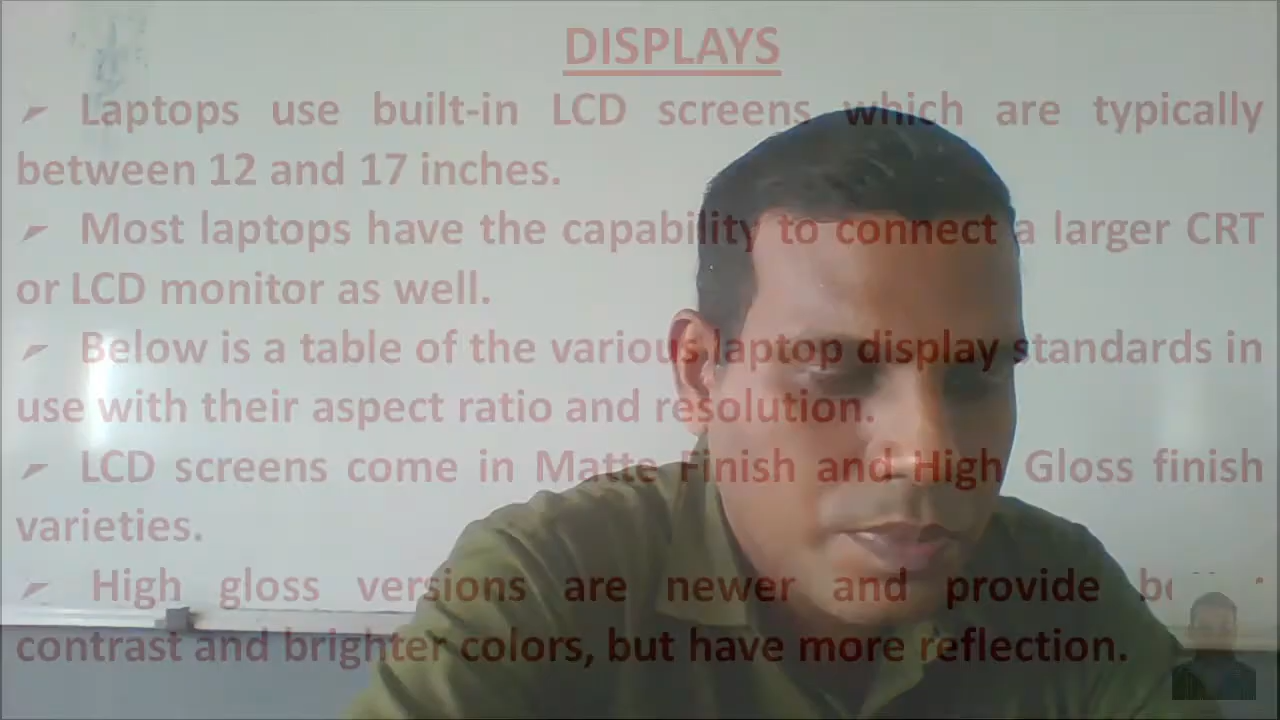 DISPLAYS
➢ Laptops use built-in LCD screens which are typically
between 12 and 17 inches.
➢ Most laptops have the capability to connect a larger CRT
or LCD monitor as well.
➢ Below is a table of the various laptop display standards in
use with their aspect ratio and resolution.
➢ LCD screens come in Matte Finish and High Gloss finish
varieties.
➢ High gloss versions are newer and provide
contrast and brighter colors, but have more reflection.